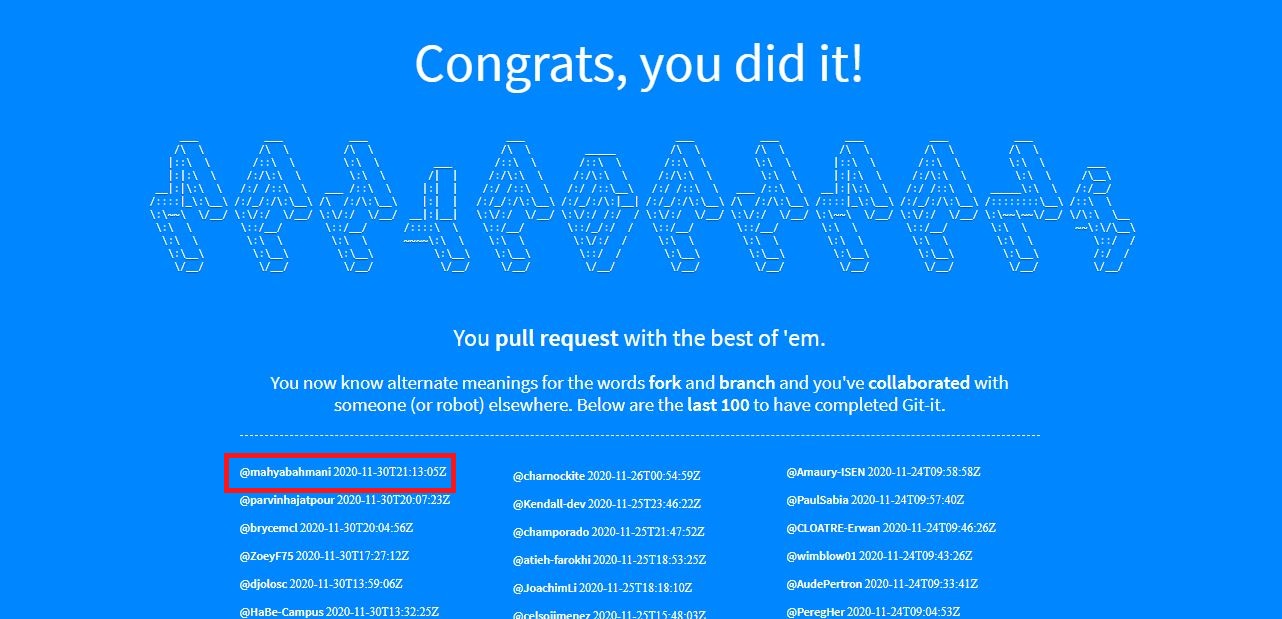 Congrats, you did it!
MAHYABAHMANI
You pull request with the best of 'em.
You now know alternate meanings for the words fork and branch and you've collaborated with
someone (or robot) elsewhere. Below are the last 100 to have completed Git-it.
@mahyabahmani 2020-11-30T21:13:05Z
@parvinhajatpour 2020-11-30T20:07:23Z
@brycemcl 2020-11-30T20:04:56Z
@ZoeyF75 2020-11-30T17:27:12Z
@djolosc 2020-11-30T13:59:06Z
@HaBe-Campus 2020-11-30T13:32:25Z
@charnockite 2020-11-26T00:54:59Z
@Kendall-dev 2020-11-25T23:46:22Z
@champorado 2020-11-25T21:47:52Z
@atieh-farokhi 2020-11-25T18:53:25Z
@JoachimLi 2020-11-25T18:18:10Z
@celsojimenez 2020-11-25T15:48:03Z
@Amaury-ISEN 2020-11-24T09:58:58Z
@PaulSabia 2020-11-24T09:57:40Z
@CLOATRE-Erwan 2020-11-24T09:46:26Z
@wimblow01 2020-11-24T09:43:26Z
@AudePertron 2020-11-24T09:33:41Z
@PeregHer 2020-11-24T09:04:53Z